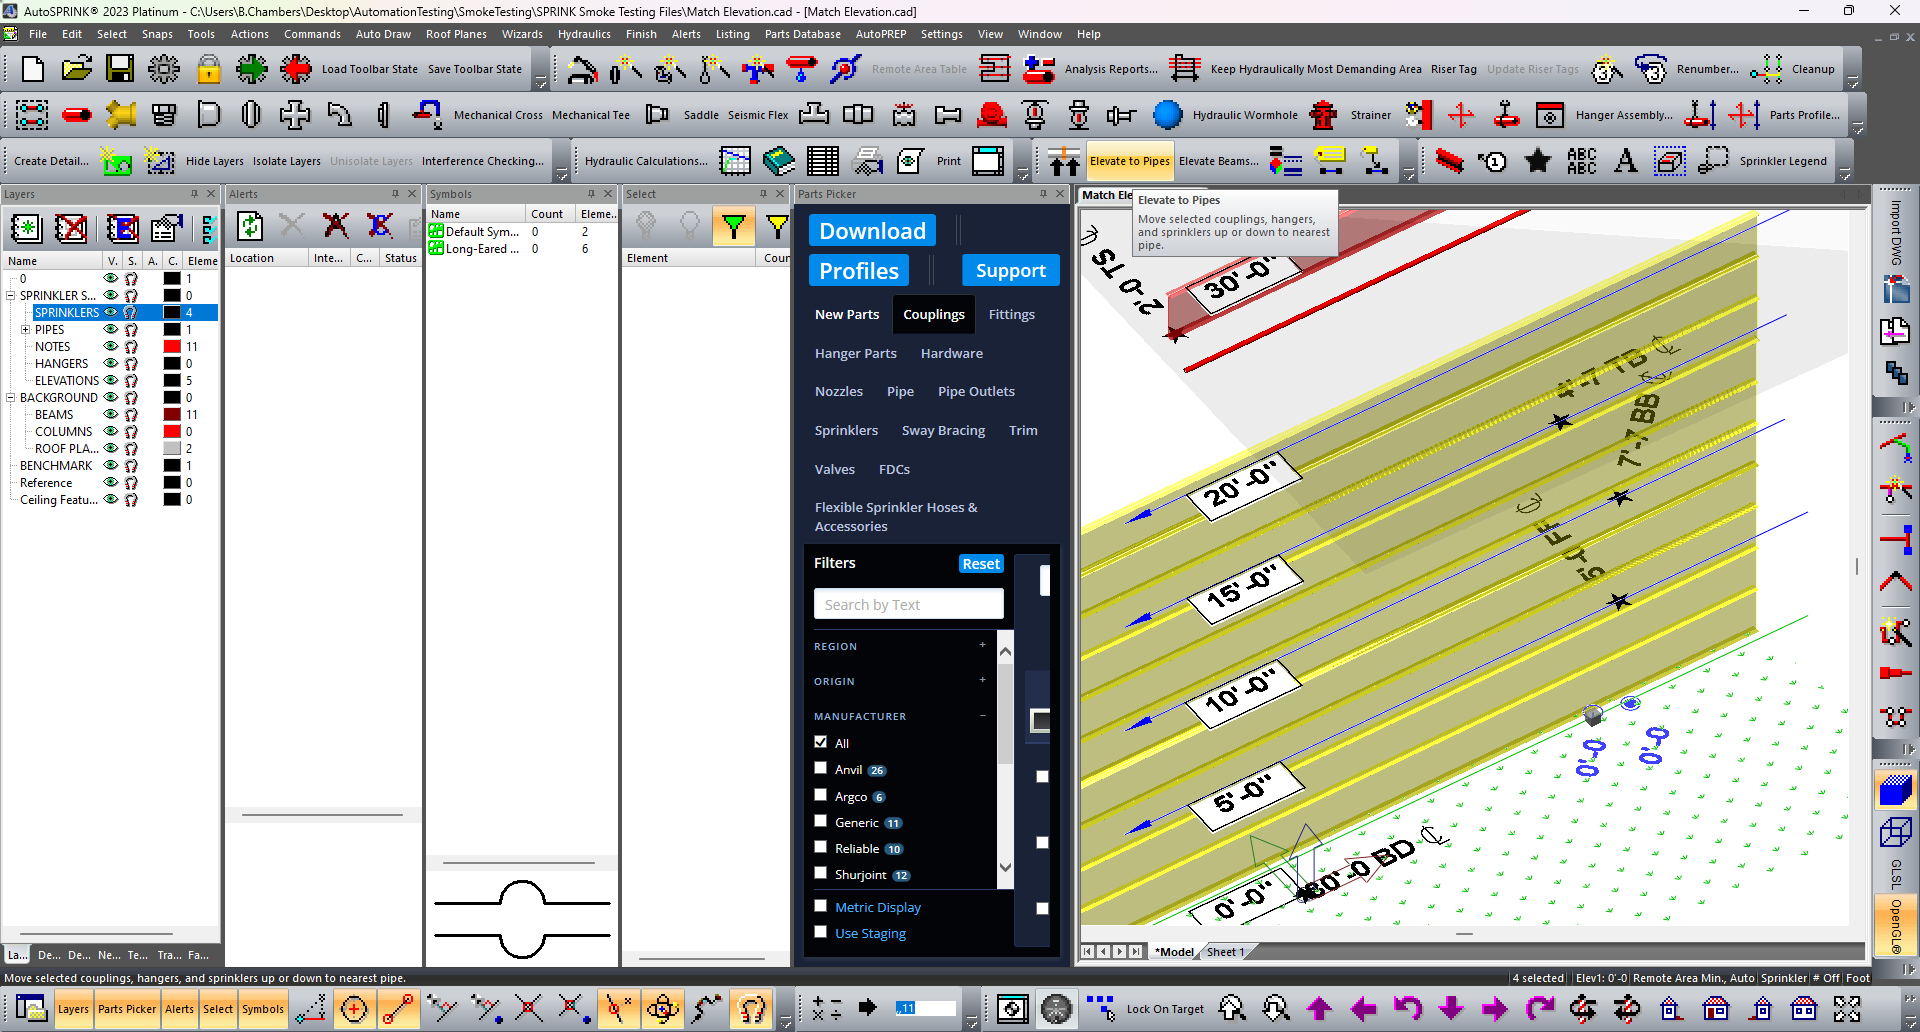 AutoSPRINK® 2023 Platinum - C:\Users\B.Chambers\Desktop\AutomationTesting\SmokeTesting\SPRINK Smoke Testing Files\Match Elevation.cad - [Match Elevation.cad]
File Edit Select Snaps Tools Actions Commands Auto Draw Roof Planes Wizards Hydraulics Finish Alerts Listing Parts Database AutoPREP Settings View Window Help
Load Toolbar State Save Toolbar State Remote Area Table Analysis Reports... Keep Hydraulically Most Demanding Area Riser Tag Update Riser Tags Renumber... Cleanup
Mechanical Cross Mechanical Tee Saddle Seismic Flex Hydraulic Wormhole Strainer Hanger Assembly... Parts Profile...
Create Detail... Hide Layers Isolate Layers Unisolate Layers Interference Checking... Hydraulic Calculations... Print Elevate to Pipes Elevate Beams... ABC ABC Sprinkler Legend
Layers
Name V. S. A. C. Eleme
0 1
SPRINKLER S... 0
SPRINKLERS 4
PIPES 1
NOTES 11
HANGERS 0
ELEVATIONS 5
BACKGROUND 0
BEAMS 11
COLUMNS 0
ROOF PLA... 2
BENCHMARK 1
Reference 0
Ceiling Featu... 0
La... De... De... Ne... Te... Tra... Fa...
Alerts
Location Inte... C... Status
Symbols
Name Count Eleme...
Default Sym... 0 2
Long-Eared ... 0 6
Select
Element Coun
Parts Picker
Download
Profiles Support
New Parts Couplings Fittings
Hanger Parts Hardware
Nozzles Pipe Pipe Outlets
Sprinklers Sway Bracing Trim
Valves FDCs
Flexible Sprinkler Hoses &
Accessories
Filters Reset
Search by Text
REGION +
ORIGIN +
MANUFACTURER −
All
Anvil 26
Argco 6
Generic 11
Reliable 10
Shurjoint 12
Metric Display
Use Staging
Match Ele
Elevate to Pipes
Move selected couplings, hangers,
and sprinklers up or down to nearest
pipe.
2'-0 TS
30'-0"
4'-7 TB
7'-7 BB
20'-0"
15'-0"
10'-0"
5'-0"
0'-0"
0'-0
0'-0
*Model Sheet 1
Import DWG
GLSL
OpenGL®
Move selected couplings, hangers, and sprinklers up or down to nearest pipe.
4 selected Elev1: 0'-0 Remote Area Min., Auto Sprinkler # Off Foot
Layers Parts Picker Alerts Select Symbols Lock On Target